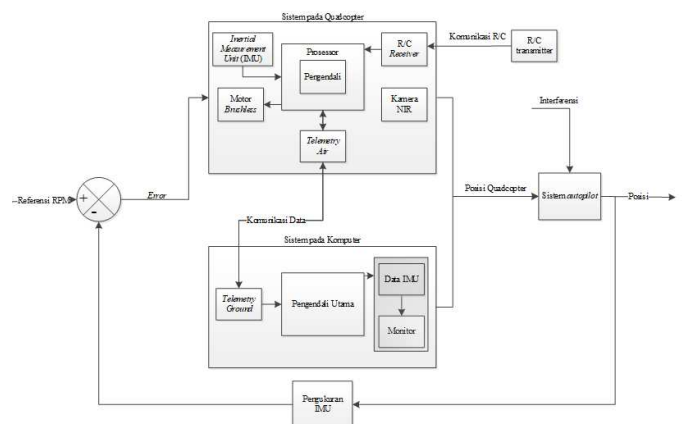 Sistem pada Quadcopter
Inertial
Measurement
Unit (IMU)
Prosessor
Pengendali
R/C
Receiver
Komunikasi R/C
R/C
transmitter
Motor
Brushless
Kamera
NIR
Telemetry
Air
Interferensi
Referensi RPM
+
-
Error
Posisi Quadcopter
Sistem autopilot
Posisi
Komunikasi Data
Sistem pada Komputer
Telemetry
Ground
Pengendali Utama
Data IMU
Monitor
Pengukuran
IMU